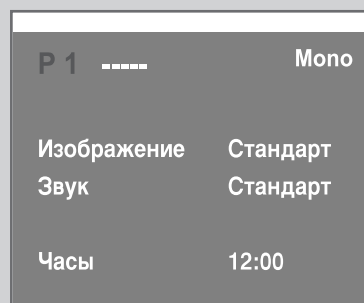 P 1 ----- Mono
Изображение Стандарт
Звук Стандарт
Часы 12:00